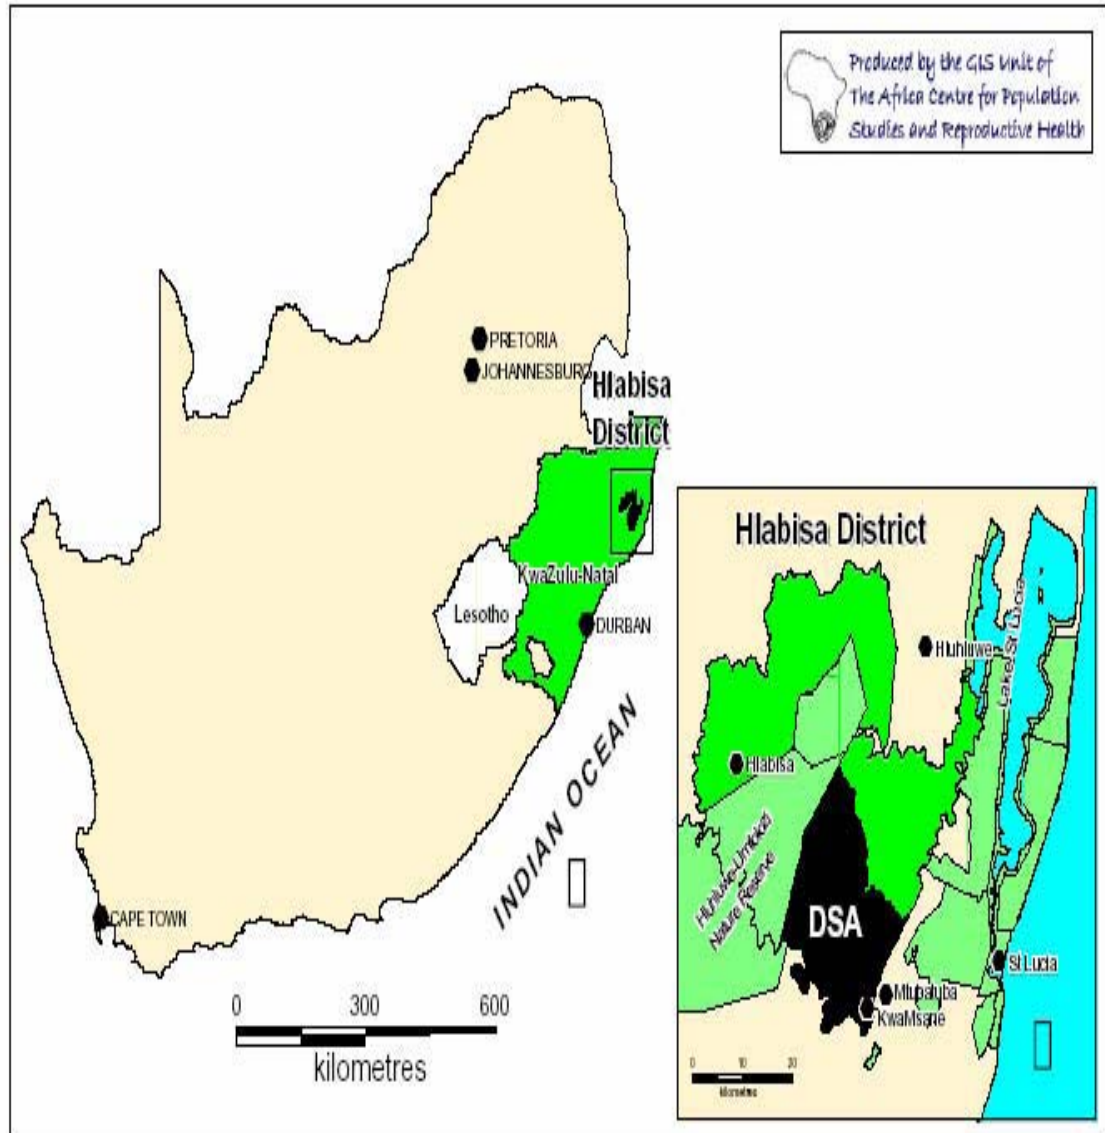 Produced by the GIS Unit of
The Africa Centre for Population
Studies and Reproductive Health
PRETORIA
JOHANNESBURG
Hlabisa
District
KwaZulu-Natal
Lesotho
DURBAN
INDIAN OCEAN
CAPE TOWN
0 300 600
kilometres
Hlabisa District
Hluhluwe
Lake St Lucia
Hlabisa
Hluhluwe-Umfolozi
Nature Reserve
DSA
St Lucia
Mtubatuba
KwaMsane
0 10 20
kilometres